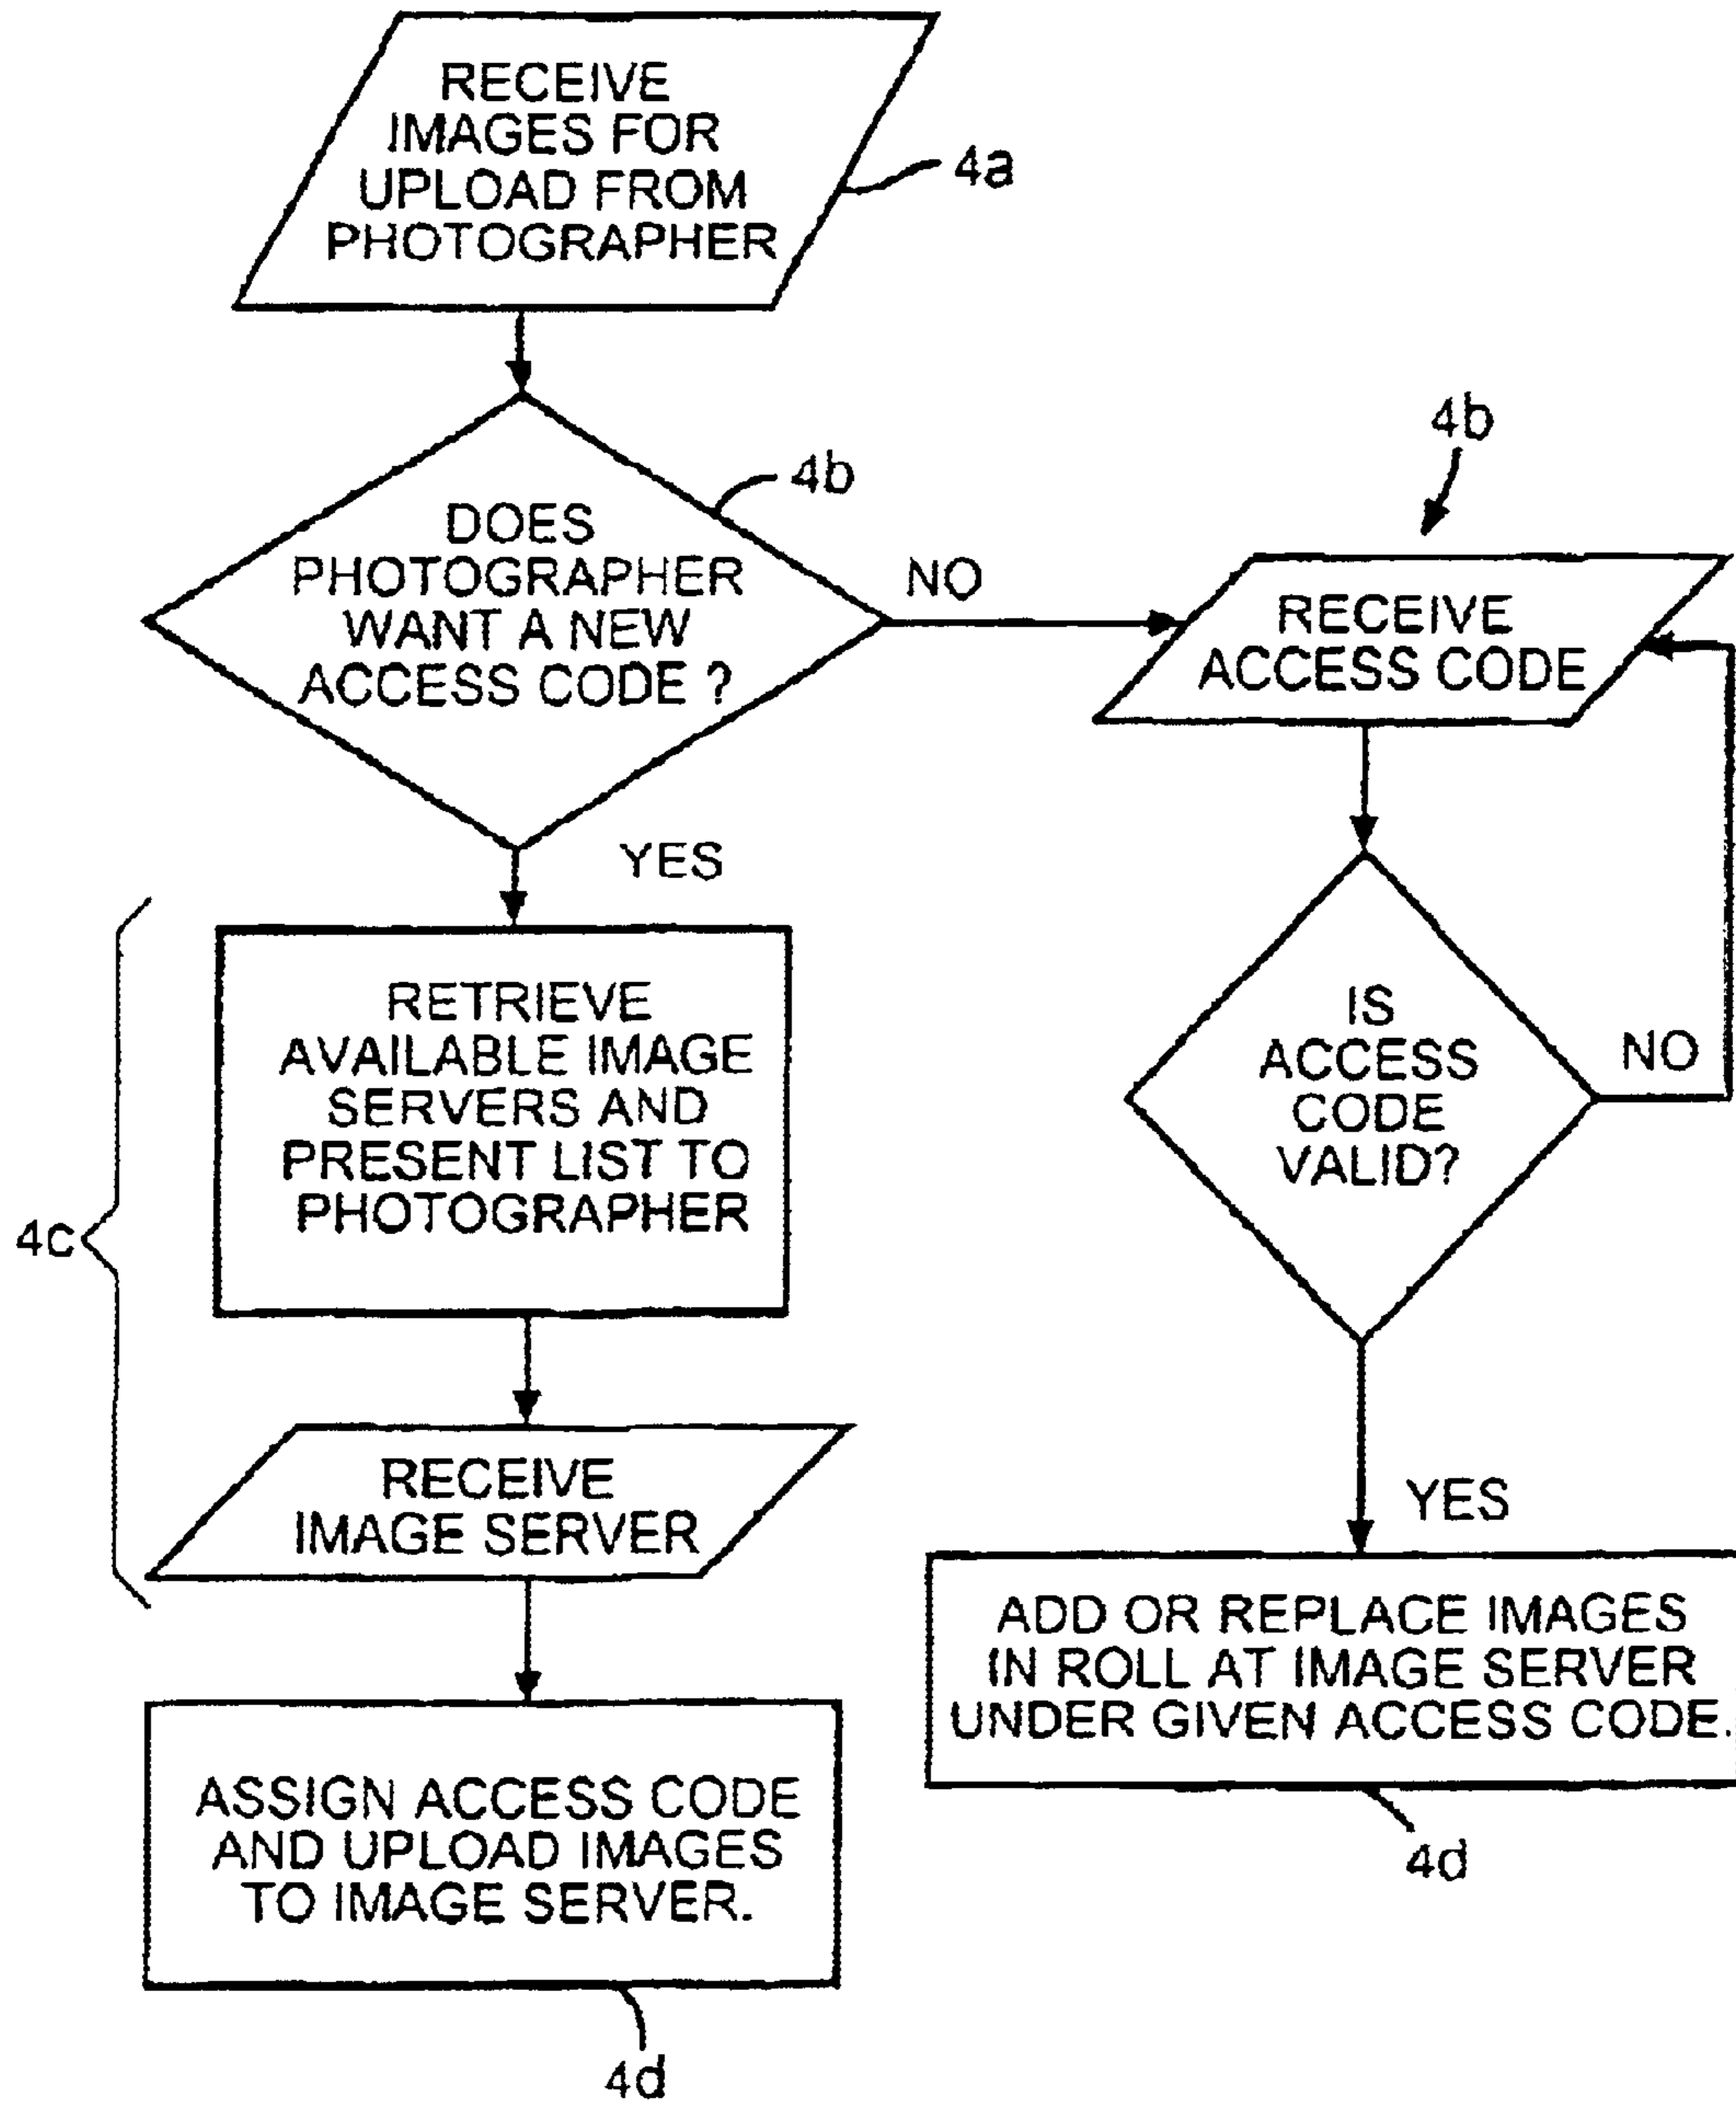 RECEIVE
IMAGES FOR
UPLOAD FROM
PHOTOGRAPHER
4a
DOES
PHOTOGRAPHER
WANT A NEW
ACCESS CODE ?
4b
NO
YES
4b
RECEIVE
ACCESS CODE
IS
ACCESS
CODE
VALID?
NO
YES
ADD OR REPLACE IMAGES
IN ROLL AT IMAGE SERVER
UNDER GIVEN ACCESS CODE.
4d
4c
RETRIEVE
AVAILABLE IMAGE
SERVERS AND
PRESENT LIST TO
PHOTOGRAPHER
RECEIVE
IMAGE SERVER
ASSIGN ACCESS CODE
AND UPLOAD IMAGES
TO IMAGE SERVER.
4d